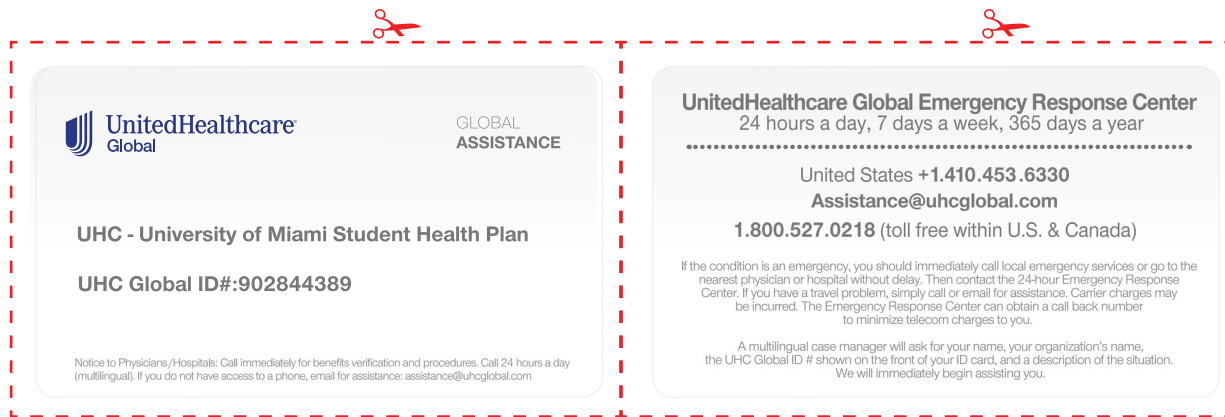 UnitedHealthcare®
Global
GLOBAL
ASSISTANCE
UHC - University of Miami Student Health Plan
UHC Global ID#:902844389
Notice to Physicians/Hospitals: Call immediately for benefits verification and procedures. Call 24 hours a day
(multilingual). If you do not have access to a phone, email for assistance: assistance@uhcglobal.com
UnitedHealthcare Global Emergency Response Center
24 hours a day, 7 days a week, 365 days a year
United States +1.410.453.6330
Assistance@uhcglobal.com
1.800.527.0218 (toll free within U.S. & Canada)
If the condition is an emergency, you should immediately call local emergency services or go to the
nearest physician or hospital without delay. Then contact the 24-hour Emergency Response
Center. If you have a travel problem, simply call or email for assistance. Carrier charges may
be incurred. The Emergency Response Center can obtain a call back number
to minimize telecom charges to you.
A multilingual case manager will ask for your name, your organization's name,
the UHC Global ID # shown on the front of your ID card, and a description of the situation.
We will immediately begin assisting you.